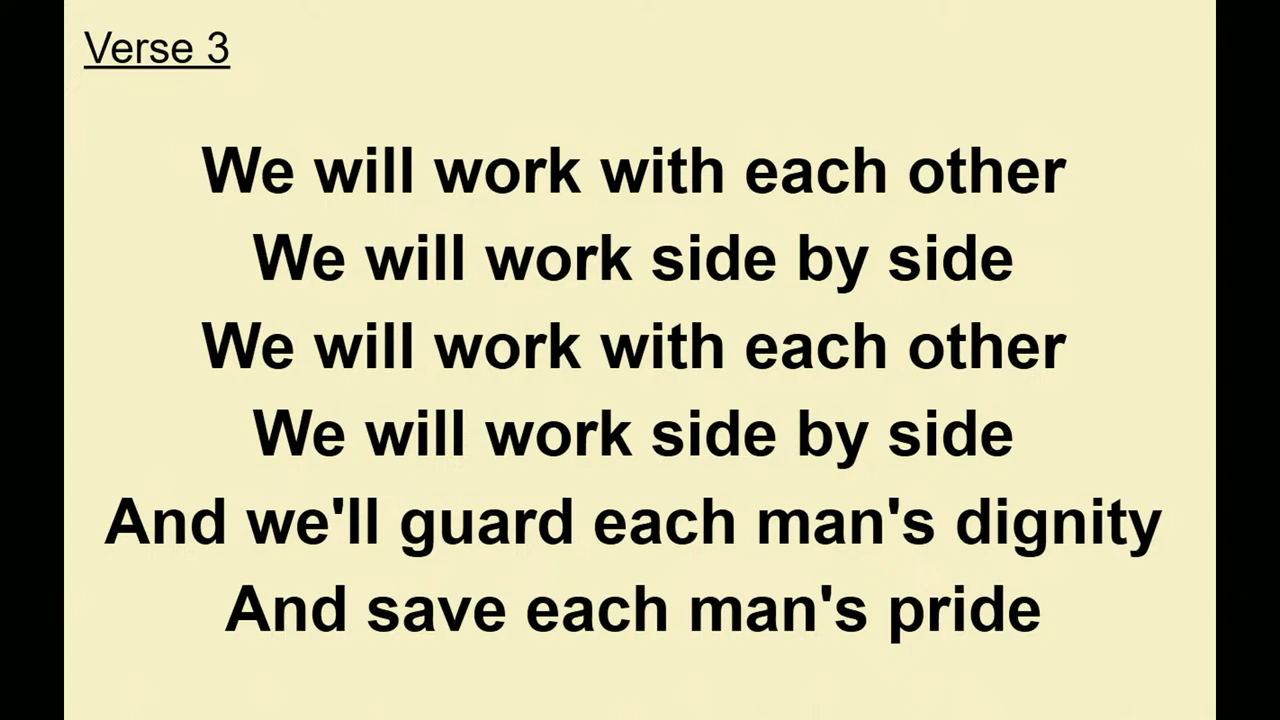 Verse 3
We will work with each other
We will work side by side
We will work with each other
We will work side by side
And we'll guard each man's dignity
And save each man's pride